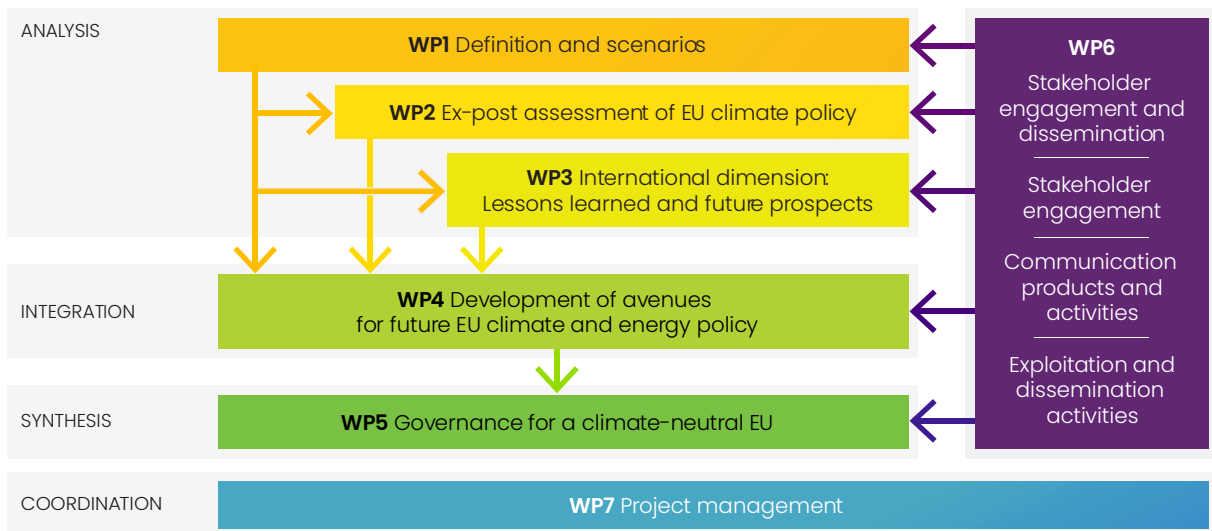 ANALYSIS
WP1 Definition and scenarios
WP2 Ex-post assessment of EU climate policy
WP3 International dimension:
Lessons learned and future prospects
INTEGRATION
WP4 Development of avenues
for future EU climate and energy policy
SYNTHESIS
WP5 Governance for a climate-neutral EU
WP6
Stakeholder
engagement and
dissemination
Stakeholder
engagement
Communication
products and
activities
Exploitation and
dissemination
activities
COORDINATION
WP7 Project management